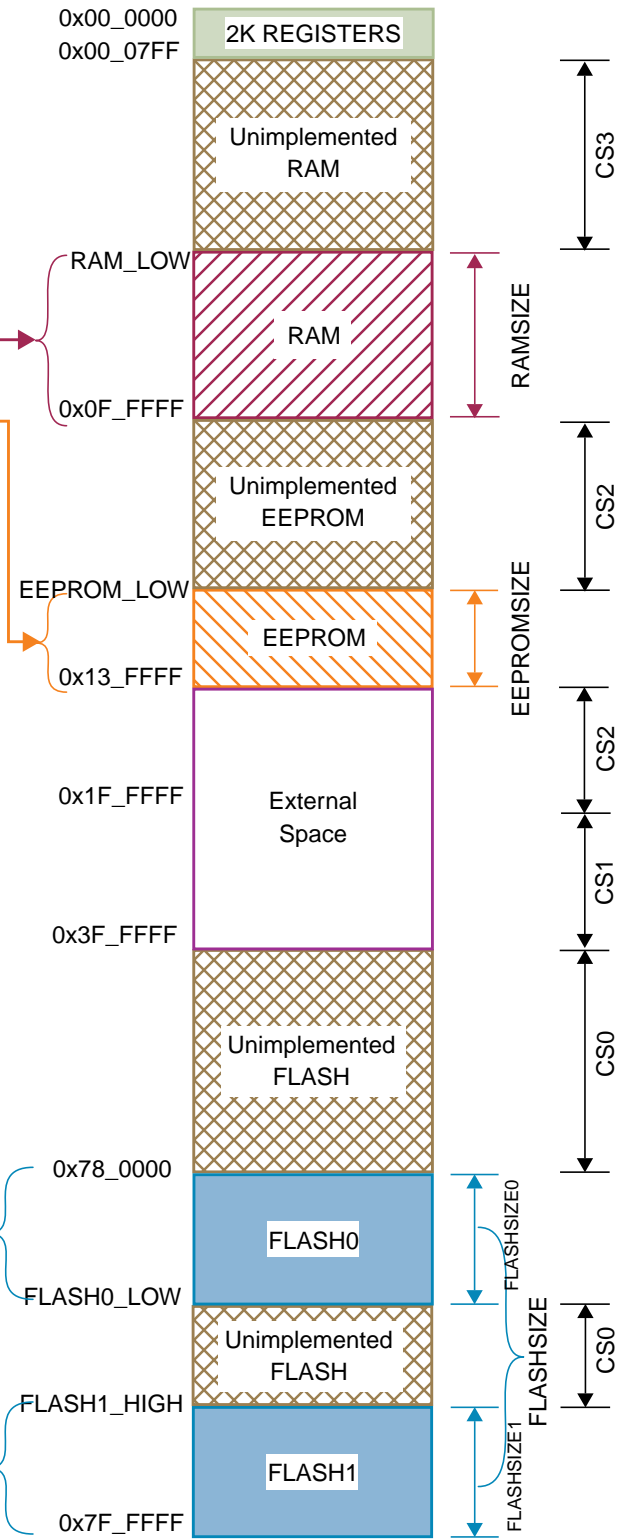 0x00_0000
2K REGISTERS
0x00_07FF
Unimplemented
RAM
CS3
RAM_LOW
RAM
RAMSIZE
0x0F_FFFF
Unimplemented
EEPROM
CS2
EEPROM_LOW
EEPROM
EEPROMSIZE
0x13_FFFF
CS2
0x1F_FFFF
External
Space
CS1
0x3F_FFFF
Unimplemented
FLASH
CS0
0x78_0000
FLASH0
FLASHSIZE0
FLASH0_LOW
Unimplemented
FLASH
FLASHSIZE
CS0
FLASH1_HIGH
FLASH1
FLASHSIZE1
0x7F_FFFF